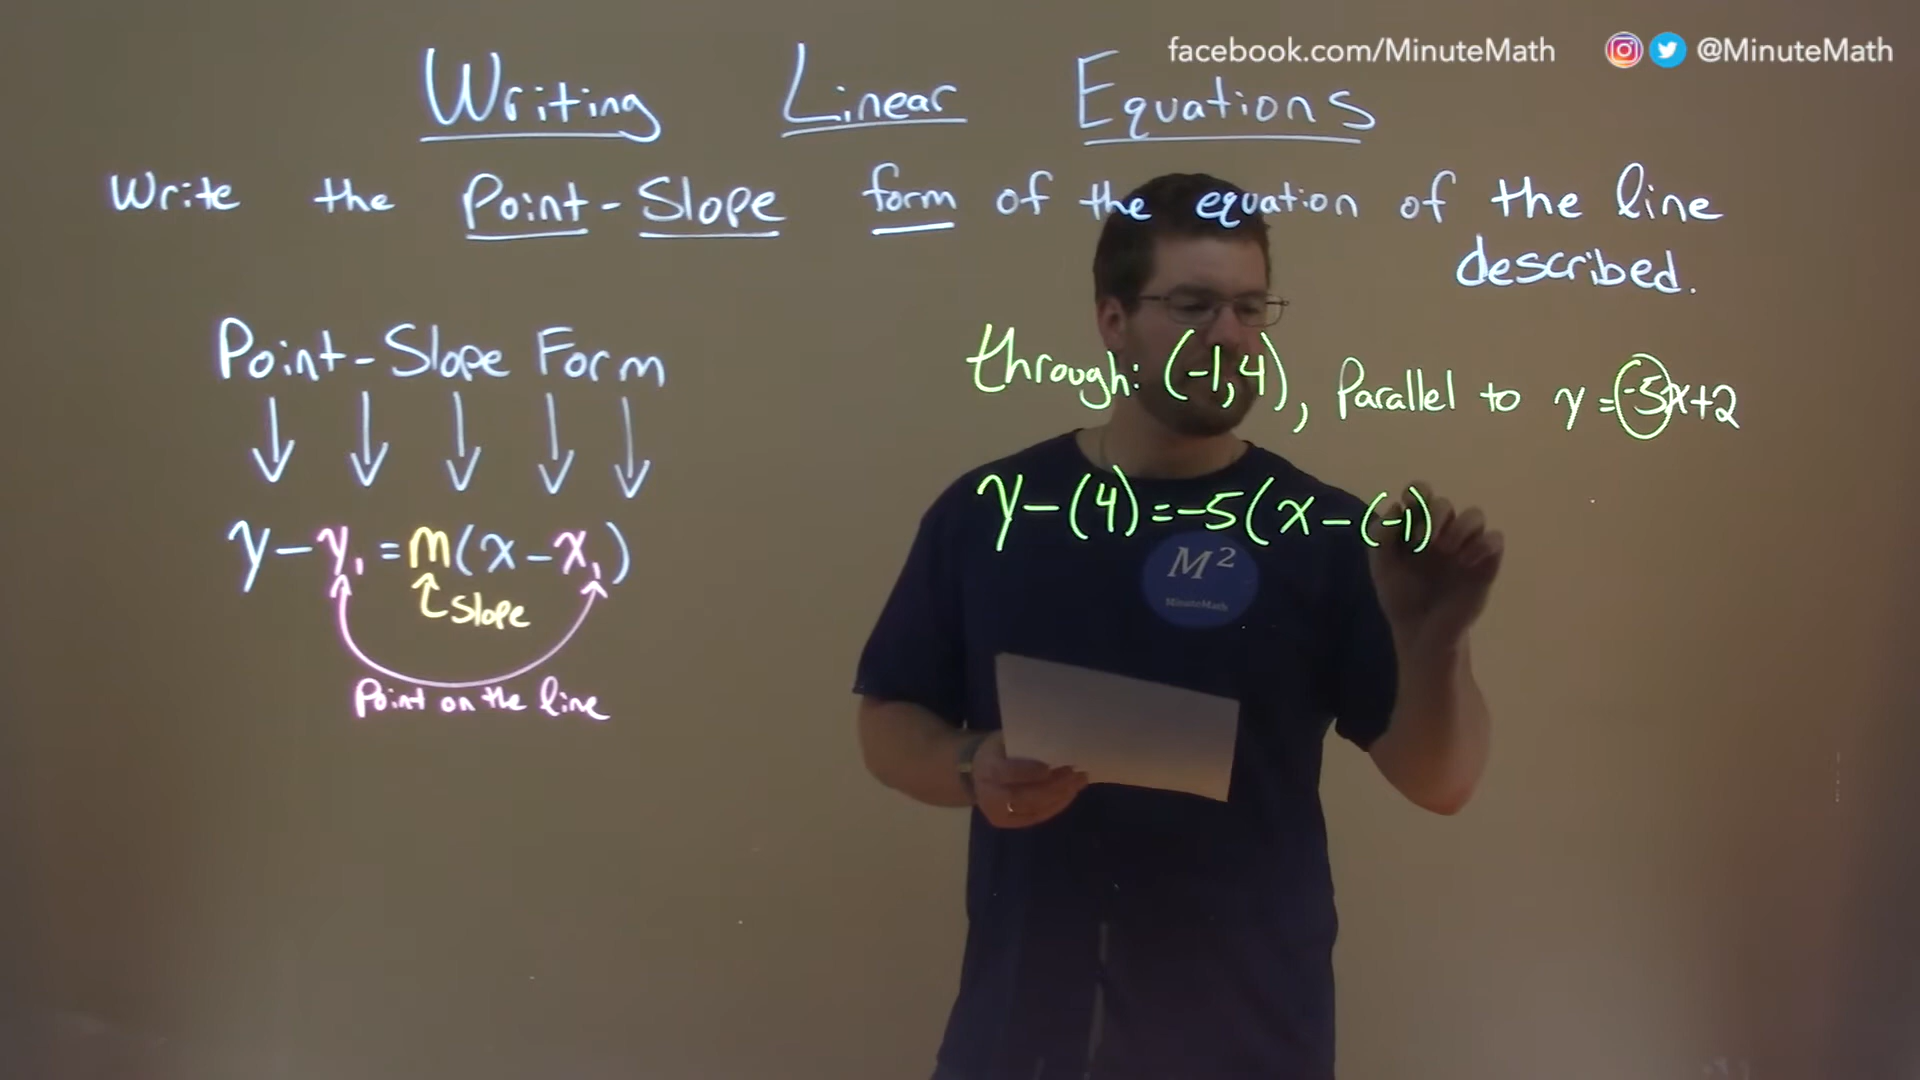 facebook.com/MinuteMath @MinuteMath
Writing Linear Equations
Write the Point-Slope form of the equation of the line
described.
Point-Slope Form
through: (-1,4), Parallel to y=-5x+2
y-y₁=m(x-x₁)
slope
Point on the line
y-(4)=-5(x-(-1)
M²
MinuteMath